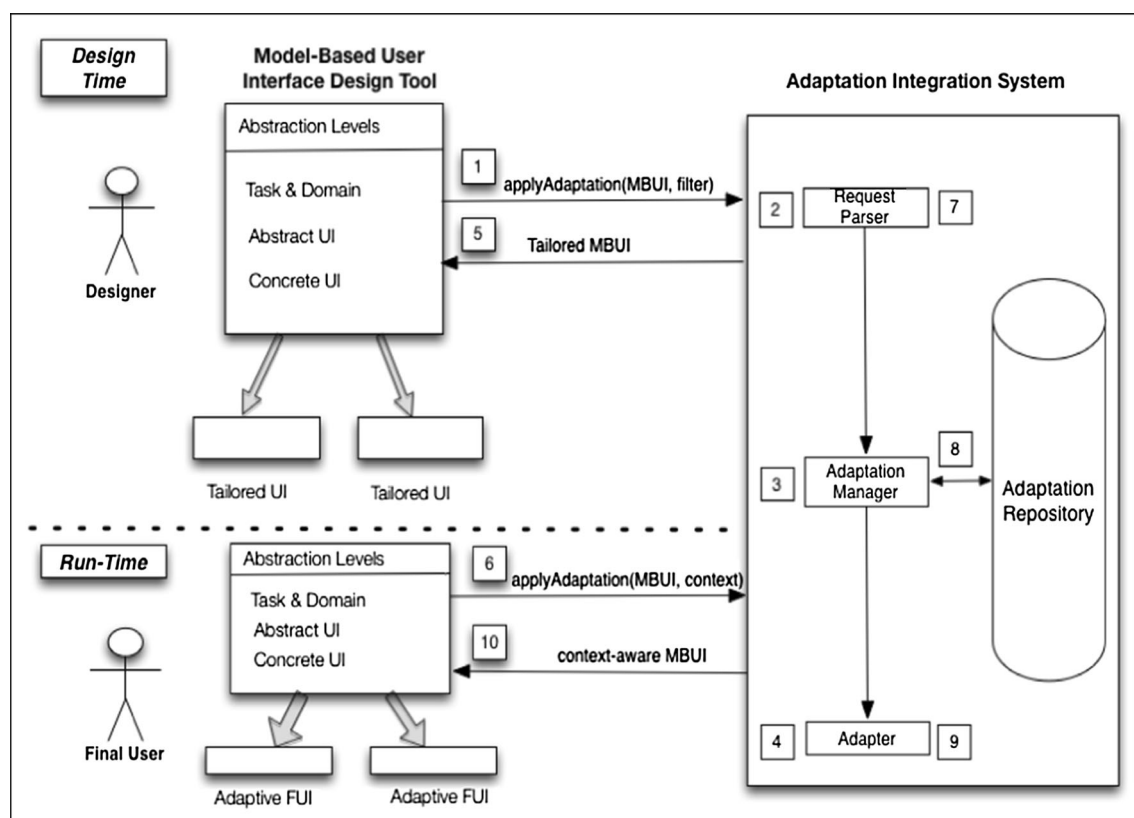 Design
Time
Model-Based User
Interface Design Tool
Adaptation Integration System
Abstraction Levels
Task & Domain
Abstract UI
Concrete UI
Designer
1
applyAdaptation(MBUI, filter)
5
Tailored MBUI
2
Request
Parser
7
Tailored UI
Tailored UI
3
Adaptation
Manager
8
Adaptation
Repository
Run-Time
Abstraction Levels
Task & Domain
Abstract UI
Concrete UI
6
applyAdaptation(MBUI, context)
10
context-aware MBUI
Final User
Adaptive FUI
Adaptive FUI
4
Adapter
9